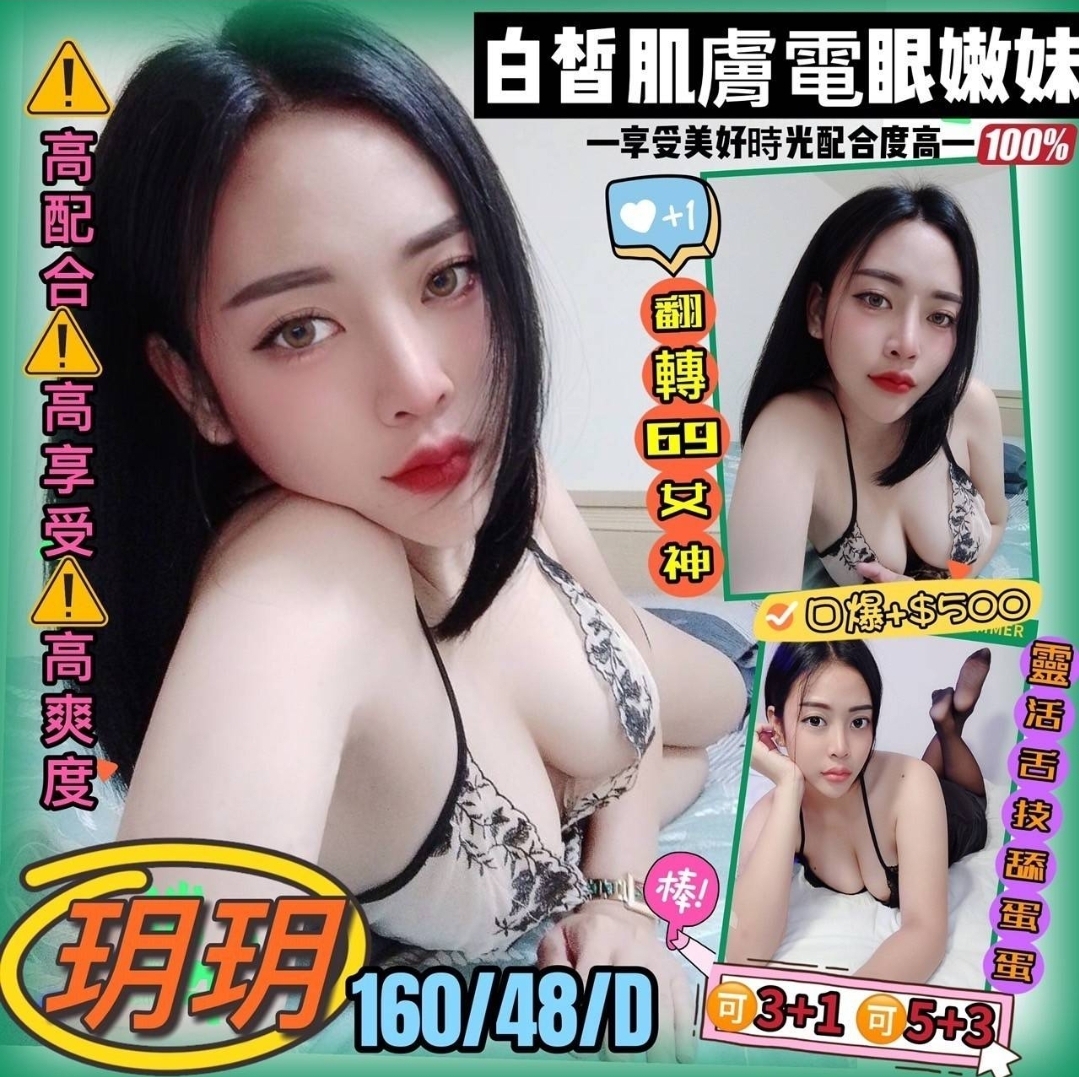 白皙肌膚電眼嫩妹
—享受美好時光配合度高—
100%
高配合
高享受
高爽度
+1
翻轉69女神
口爆+$500
靈活舌技舔蛋蛋
棒!
玥玥
160/48/D
可3+1 可5+3